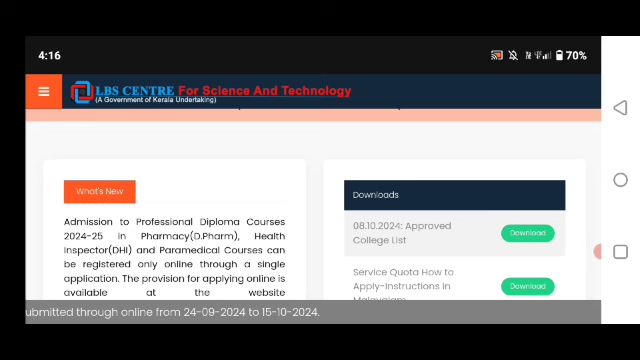 4:16
70%
LBS CENTRE For Science And Technology
(A Government of Kerala Undertaking)
What's New
Admission to Professional Diploma Courses
2024-25 in Pharmacy(D.Pharm), Health
Inspector(DHI) and Paramedical Courses can
be registered only online through a single
application. The provision for applying online is
available at the website
Downloads
08.10.2024: Approved
College List
Download
Service Quota How to
Apply-Instructions in
Malayalam
Download
ubmitted through online from 24-09-2024 to 15-10-2024.